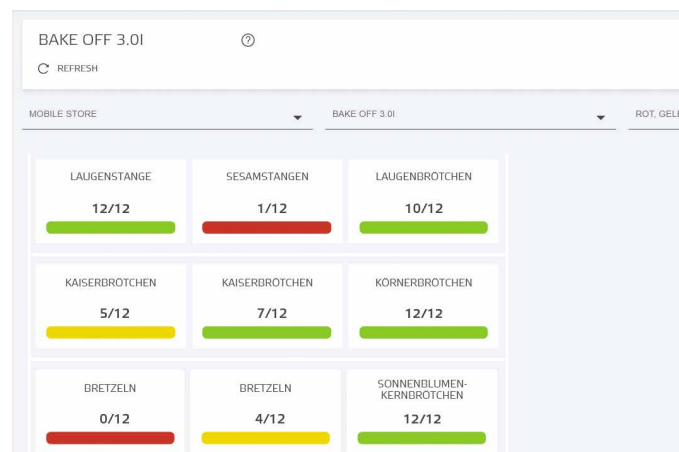 BAKE OFF 3.0I
REFRESH
MOBILE STORE
BAKE OFF 3.0I
ROT, GELB
LAUGENSTANGE
SESAMSTANGEN
LAUGENBRÖTCHEN
12/12
1/12
10/12
KAISERBRÖTCHEN
KAISERBRÖTCHEN
KÖRNERBRÖTCHEN
5/12
7/12
12/12
BRETZELN
BRETZELN
SONNENBLUMEN-
KERNBRÖTCHEN
0/12
4/12
12/12